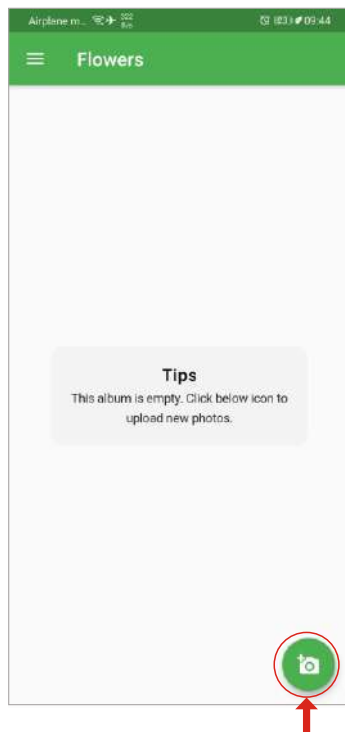 Airplane m... 09:44
Flowers
Tips
This album is empty. Click below icon to
upload new photos.